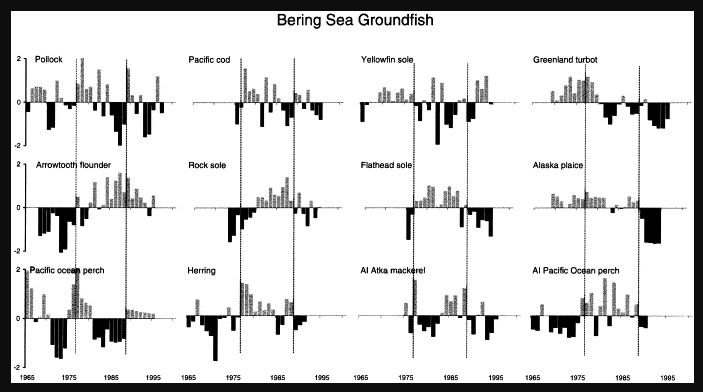 Bering Sea Groundfish
Pollock Pacific cod Yellowfin sole Greenland turbot
2
0
-2
Arrowtooth flounder Rock sole Flathead sole Alaska plaice
2
0
-2
Pacific ocean perch Herring AI Atka mackerel AI Pacific Ocean perch
2
0
-2
1965 1975 1985 1995 1965 1975 1985 1995 1965 1975 1985 1995 1965 1975 1985 1995